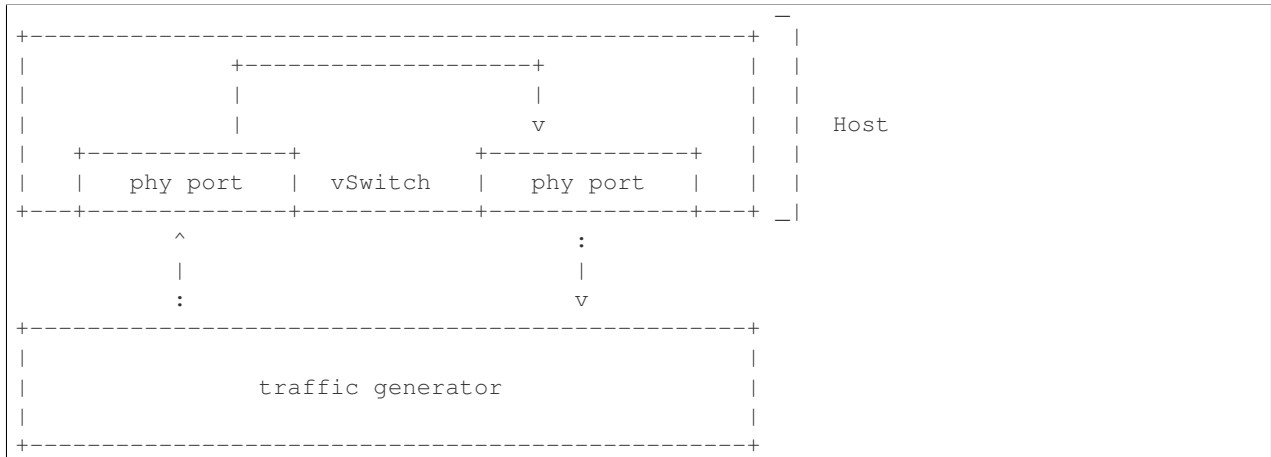 _
+--------------------------------------------------+  |
|              +--------------------+              |  |
|              |                    |              |  |
|              |                    v              |  |  Host
|   +--------------+            +--------------+   |  |
|   |   phy port   |  vSwitch   |   phy port   |   |  |
+---+--------------+------------+--------------+---+ _|
           ^                           :
           |                           |
           :                           v
+--------------------------------------------------+
|                                                  |
|                traffic generator                 |
|                                                  |
+--------------------------------------------------+